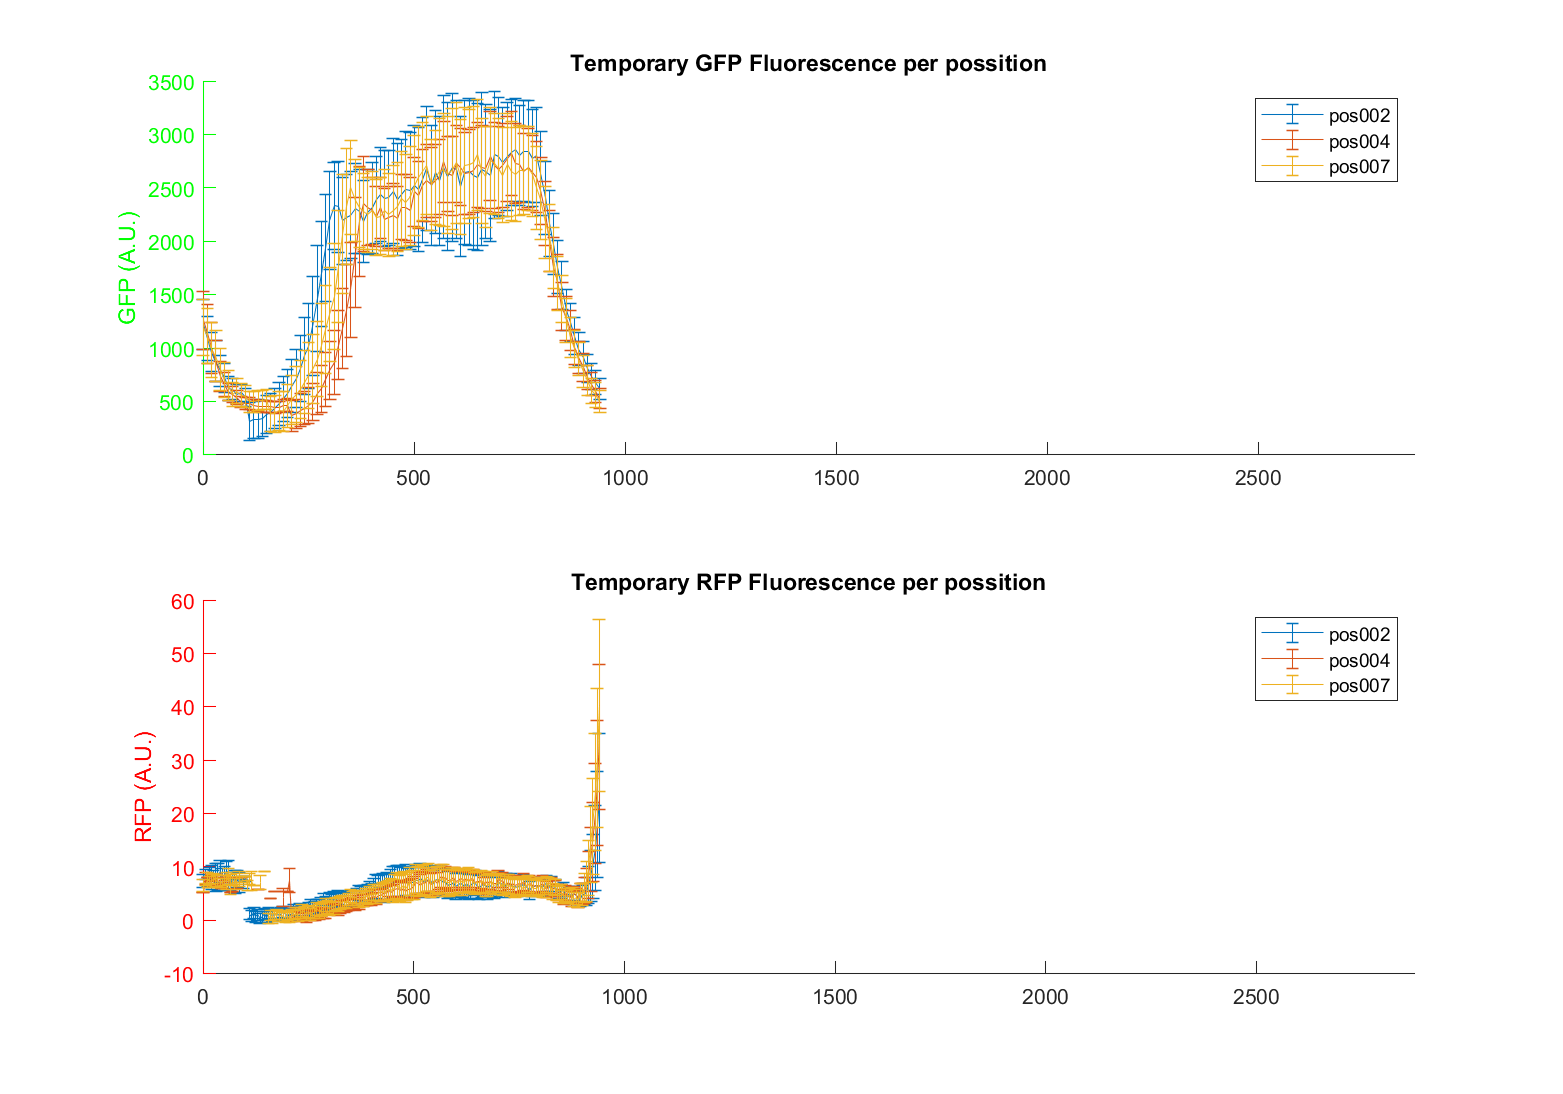 Temporary GFP Fluorescence per possition
3500
3000
2500
2000
1500
1000
500
0
GFP (A.U.)
0 500 1000 1500 2000 2500
pos002
pos004
pos007
Temporary RFP Fluorescence per possition
60
50
40
30
20
10
0
-10
RFP (A.U.)
0 500 1000 1500 2000 2500
pos002
pos004
pos007